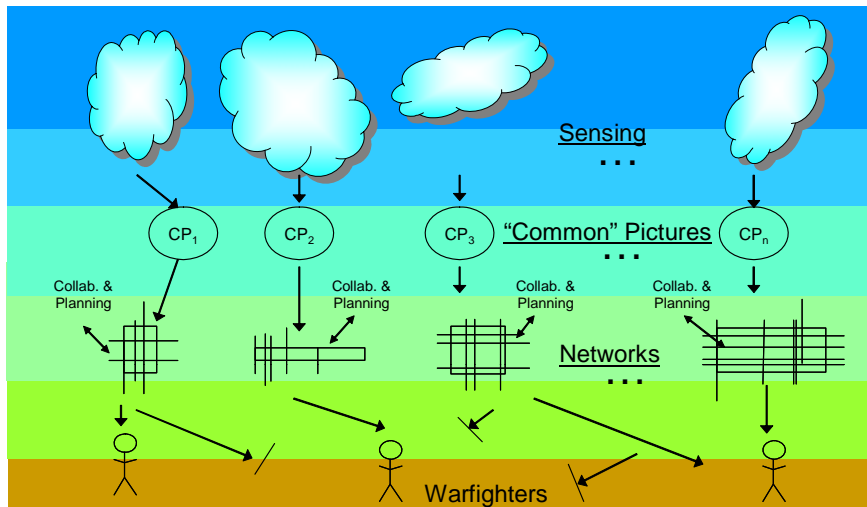 Sensing
...
CP1
CP2
CP3
“Common” Pictures
CPn
...
Collab. &
Planning
Collab. &
Planning
Collab. &
Planning
Collab. &
Planning
Networks
...
Warfighters